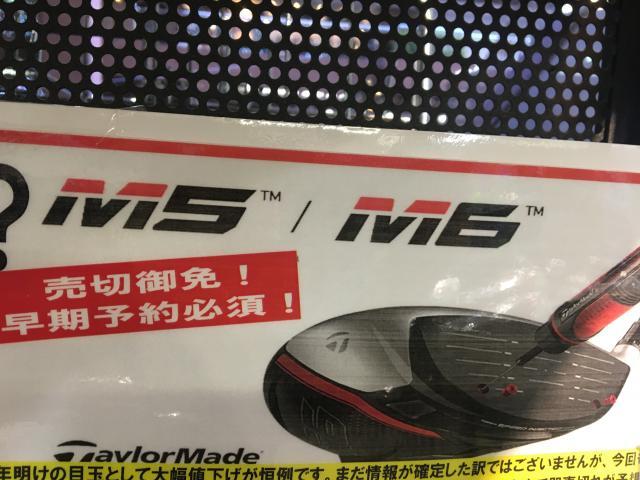 ?
M5™ / M6™
売切御免！
早期予約必須！
TaylorMade
TaylorMade
年明けの目玉として大幅値下げが恒例です。まだ情報が確定した訳ではございませんが、今回